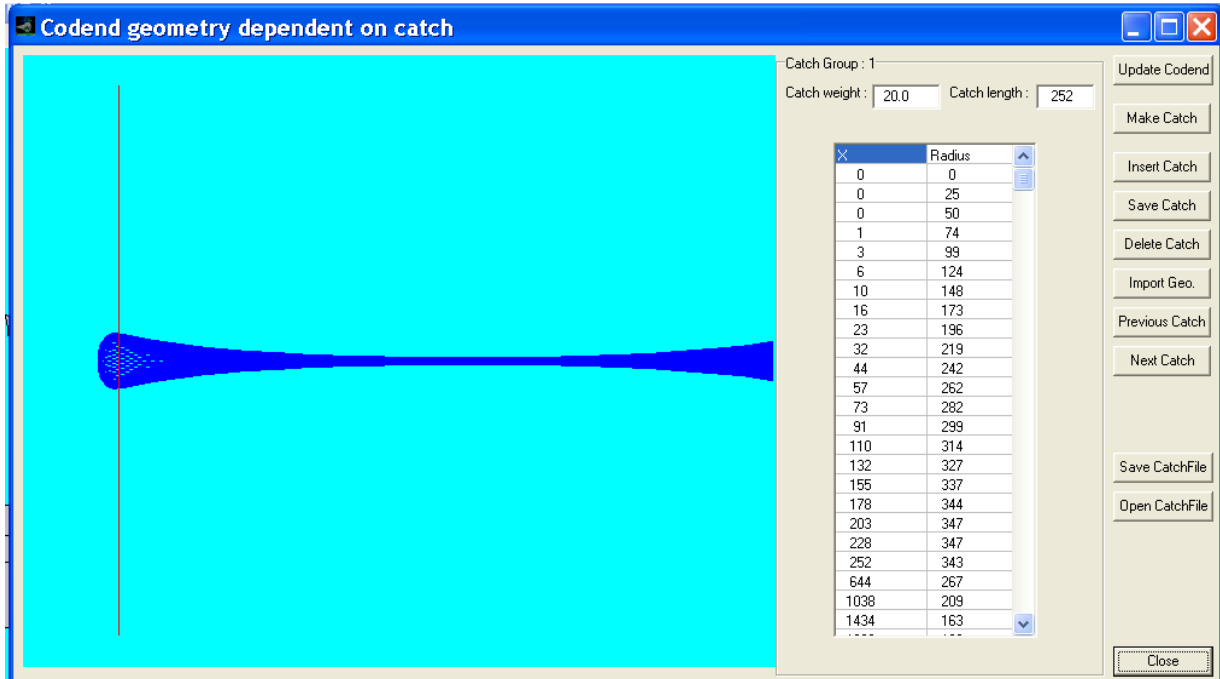 Codend geometry dependent on catch
Catch Group : 1
Catch weight : 20.0 Catch length : 252
X Radius
0 0
0 25
0 50
1 74
3 99
6 124
10 148
16 173
23 196
32 219
44 242
57 262
73 282
91 299
110 314
132 327
155 337
178 344
203 347
228 347
252 343
644 267
1038 209
1434 163
Update Codend
Make Catch
Insert Catch
Save Catch
Delete Catch
Import Geo.
Previous Catch
Next Catch
Save CatchFile
Open CatchFile
Close